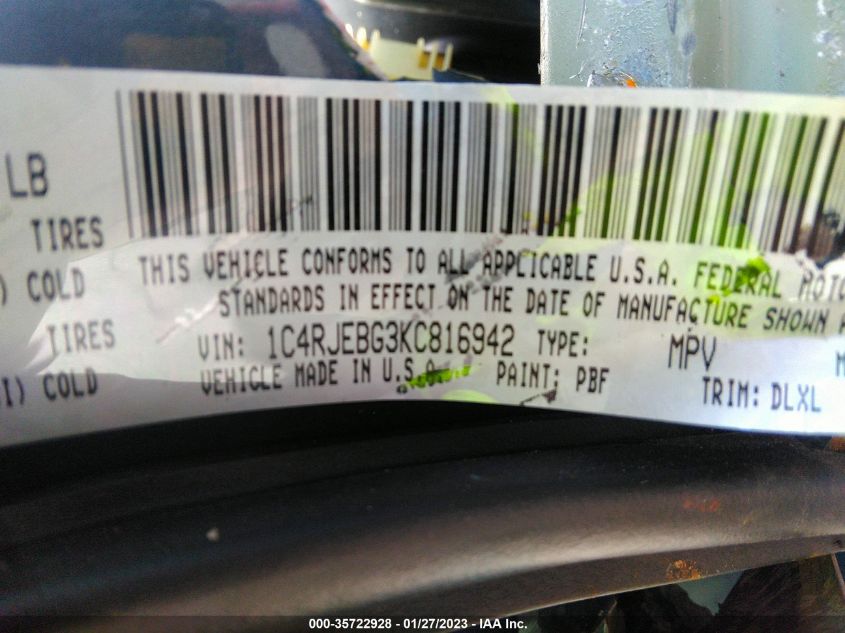 LB
TIRES
) COLD
TIRES
I) COLD
THIS VEHICLE CONFORMS TO ALL APPLICABLE U.S.A. FEDERAL MOTO
STANDARDS IN EFFECT ON THE DATE OF MANUFACTURE SHOWN A
VIN: 1C4RJEBG3KC816942 TYPE: MPV M
VEHICLE MADE IN U.S.A. PAINT: PBF TRIM: DLXL
000-35722928 - 01/27/2023 - IAA Inc.